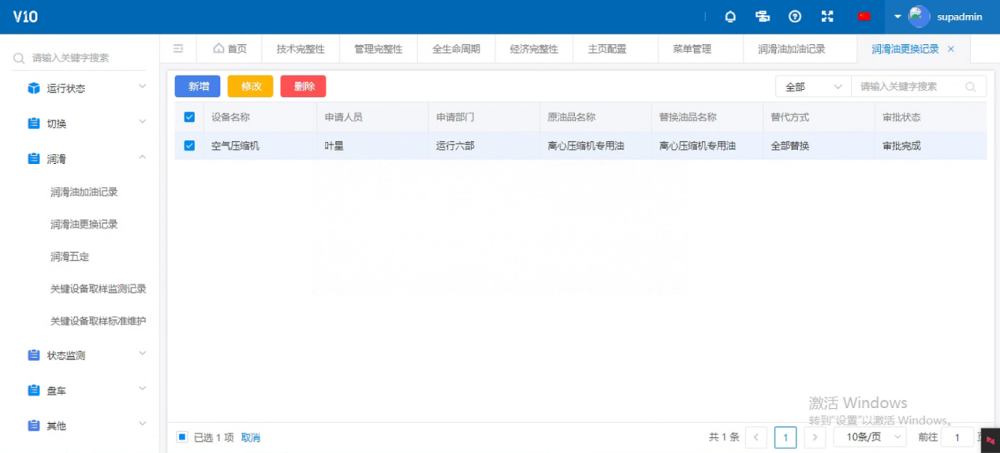 V10
supadmin
请输入关键字搜索
首页
技术完整性
管理完整性
全生命周期
经济完整性
主页配置
菜单管理
润滑油加油记录
润滑油更换记录
运行状态
切换
润滑
润滑油加油记录
润滑油更换记录
润滑五定
关键设备取样监测记录
关键设备取样标准维护
状态监测
盘车
其他
新增
修改
删除
全部
请输入关键字搜索
设备名称 申请人员 申请部门 原油品名称 替换油品名称 替代方式 审批状态
空气压缩机 叶星 运行六部 离心压缩机专用油 离心压缩机专用油 全部替换 审批完成
激活 Windows
转到“设置”以激活 Windows。
已选 1 项 取消
共 1 条 1 10条/页 前往 1